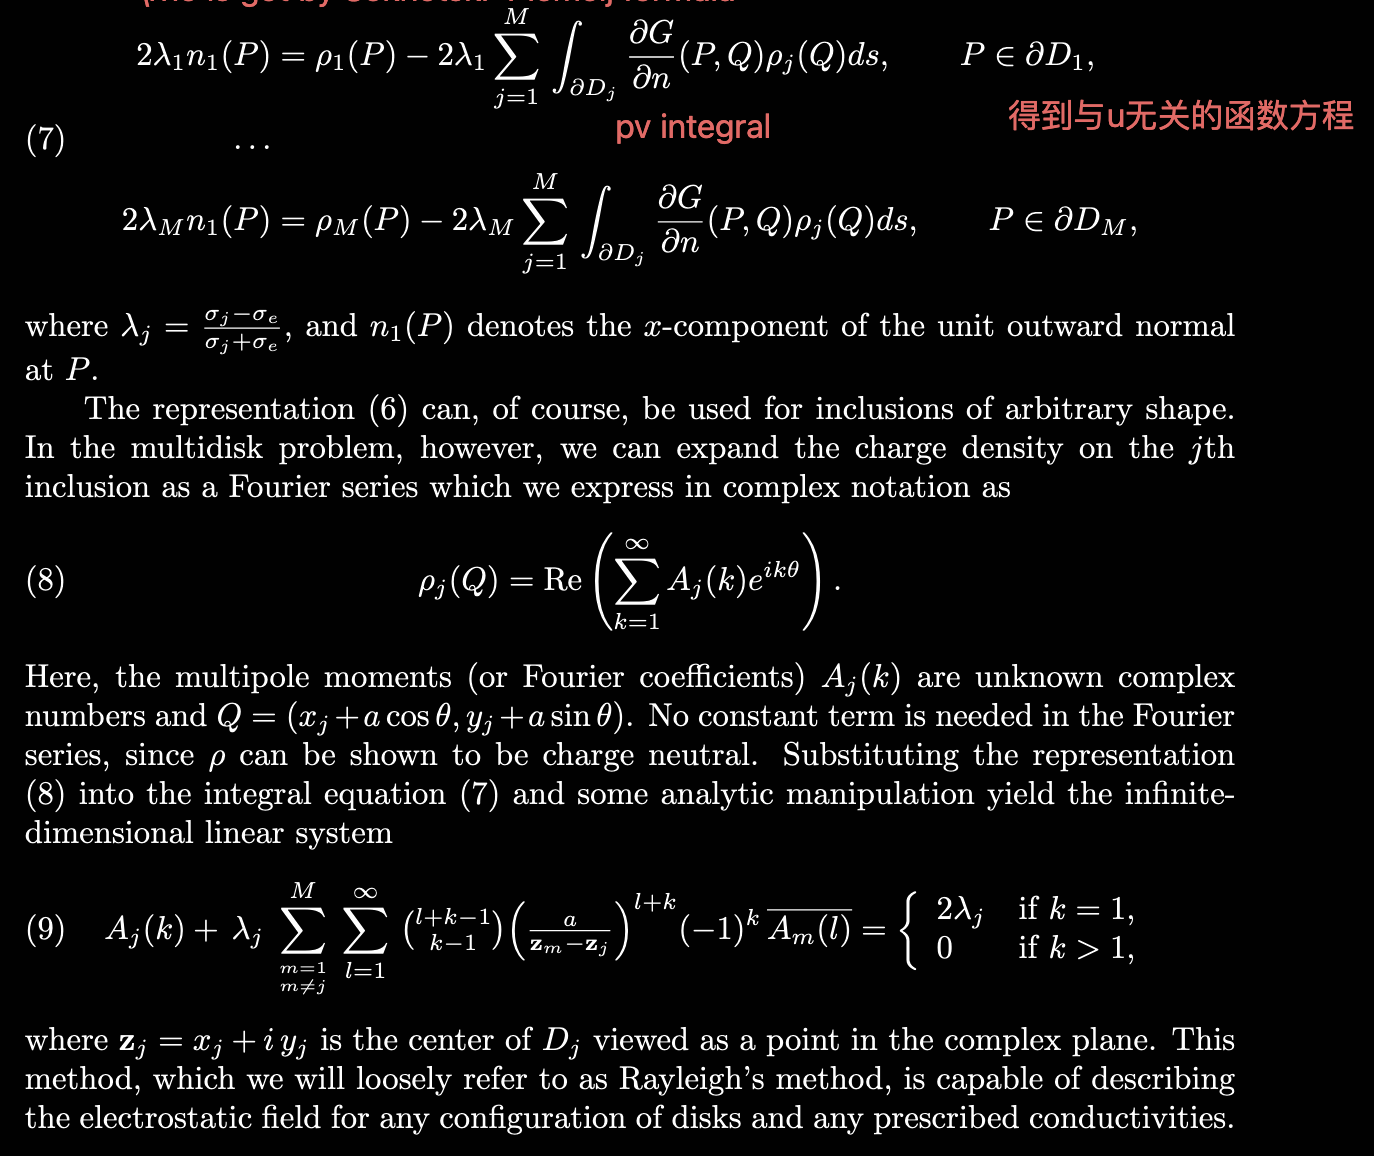 2λ₁n₁(P) = ρ₁(P) − 2λ₁ ∑_{j=1}^{M} ∫_{∂D_j} ∂G/∂n (P, Q)ρ_j(Q)ds, P ∈ ∂D₁,
pv integral
得到与u无关的函数方程
(7) ...
2λ_M n₁(P) = ρ_M(P) − 2λ_M ∑_{j=1}^{M} ∫_{∂D_j} ∂G/∂n (P, Q)ρ_j(Q)ds, P ∈ ∂D_M,
where λ_j = (σ_j−σ_e)/(σ_j+σ_e), and n₁(P) denotes the x-component of the unit outward normal
at P.
The representation (6) can, of course, be used for inclusions of arbitrary shape.
In the multidisk problem, however, we can expand the charge density on the jth
inclusion as a Fourier series which we express in complex notation as
(8) ρ_j(Q) = Re ( ∑_{k=1}^{∞} A_j(k)e^{ikθ} ) .
Here, the multipole moments (or Fourier coefficients) A_j(k) are unknown complex
numbers and Q = (x_j + a cos θ, y_j + a sin θ). No constant term is needed in the Fourier
series, since ρ can be shown to be charge neutral. Substituting the representation
(8) into the integral equation (7) and some analytic manipulation yield the infinite-
dimensional linear system
(9) A_j(k) + λ_j ∑_{m=1, m≠j}^{M} ∑_{l=1}^{∞} \binom{l+k−1}{k−1} ( a/(𝐳_m−𝐳_j) )^{l+k} (−1)^k \overline{A_m(l)} = { 2λ_j if k = 1, 0 if k > 1,
where 𝐳_j = x_j + i y_j is the center of D_j viewed as a point in the complex plane. This
method, which we will loosely refer to as Rayleigh's method, is capable of describing
the electrostatic field for any configuration of disks and any prescribed conductivities.